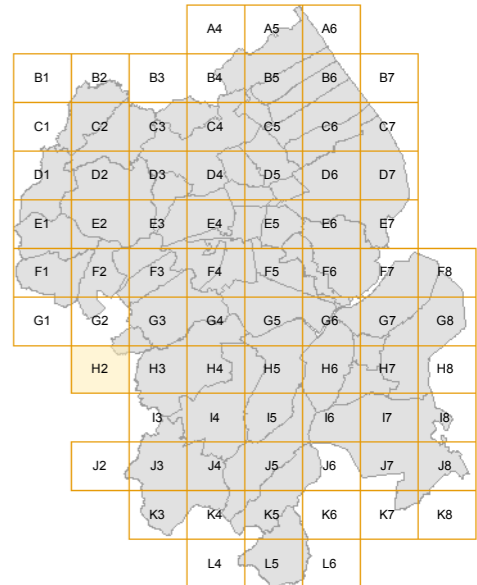 A4 A5 A6
B1 B2 B3 B4 B5 B6 B7
C1 C2 C3 C4 C5 C6 C7
D1 D2 D3 D4 D5 D6 D7
E1 E2 E3 E4 E5 E6 E7
F1 F2 F3 F4 F5 F6 F7 F8
G1 G2 G3 G4 G5 G6 G7 G8
H2 H3 H4 H5 H6 H7 H8
I3 I4 I5 I6 I7 I8
J2 J3 J4 J5 J6 J7 J8
K3 K4 K5 K6 K7 K8
L4 L5 L6